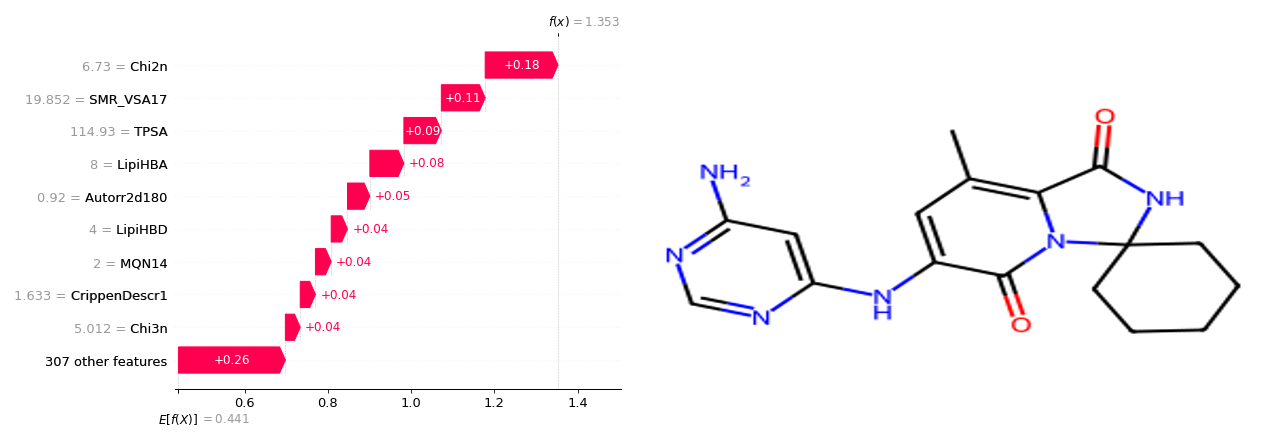 f(x) = 1.353
6.73 = Chi2n
+0.18
19.852 = SMR_VSA17
+0.11
114.93 = TPSA
+0.09
8 = LipiHBA
+0.08
0.92 = Autorr2d180
+0.05
4 = LipiHBD
+0.04
2 = MQN14
+0.04
1.633 = CrippenDescr1
+0.04
5.012 = Chi3n
+0.04
307 other features
+0.26
0.6 0.8 1.0 1.2 1.4
E[f(X)] = 0.441
O
NH₂
NH
N
N
N
N
H
O